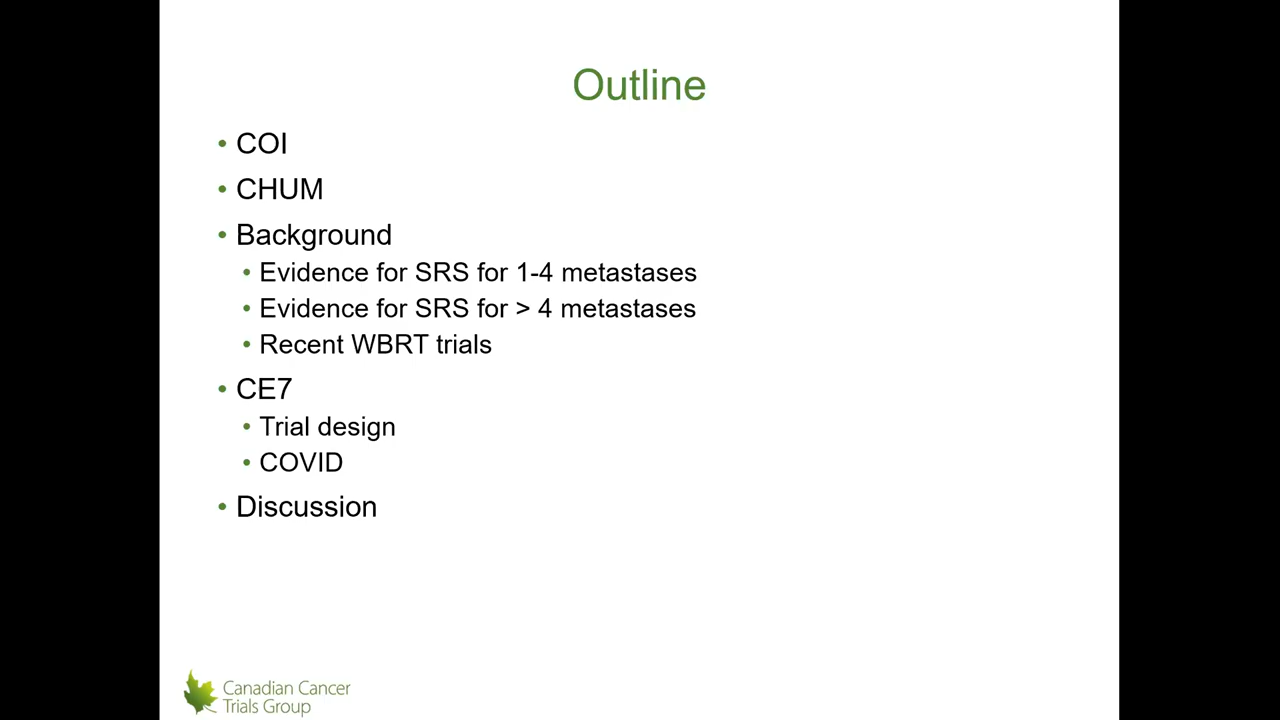 Outline
• COI
• CHUM
• Background
• Evidence for SRS for 1-4 metastases
• Evidence for SRS for > 4 metastases
• Recent WBRT trials
• CE7
• Trial design
• COVID
• Discussion
Canadian Cancer
Trials Group